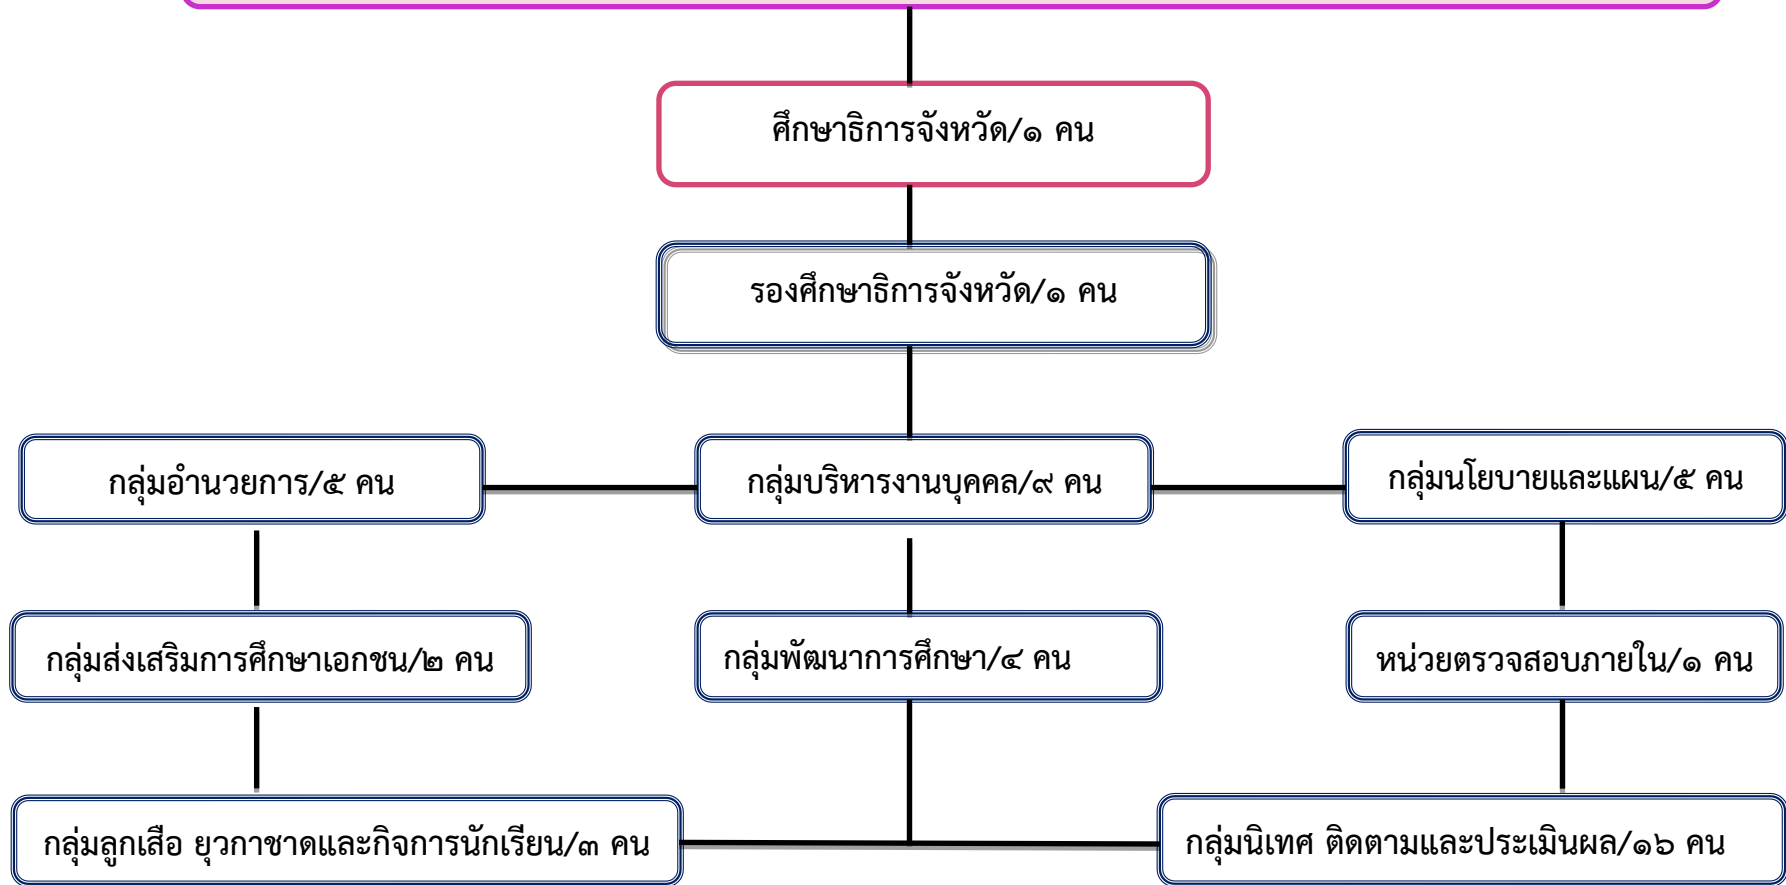 ศึกษาธิการจังหวัด/๑ คน
รองศึกษาธิการจังหวัด/๑ คน
กลุ่มอำนวยการ/๕ คน
กลุ่มบริหารงานบุคคล/๙ คน
กลุ่มนโยบายและแผน/๕ คน
กลุ่มส่งเสริมการศึกษาเอกชน/๒ คน
กลุ่มพัฒนาการศึกษา/๔ คน
หน่วยตรวจสอบภายใน/๑ คน
กลุ่มลูกเสือ ยุวกาชาดและกิจการนักเรียน/๓ คน
กลุ่มนิเทศ ติดตามและประเมินผล/๑๖ คน